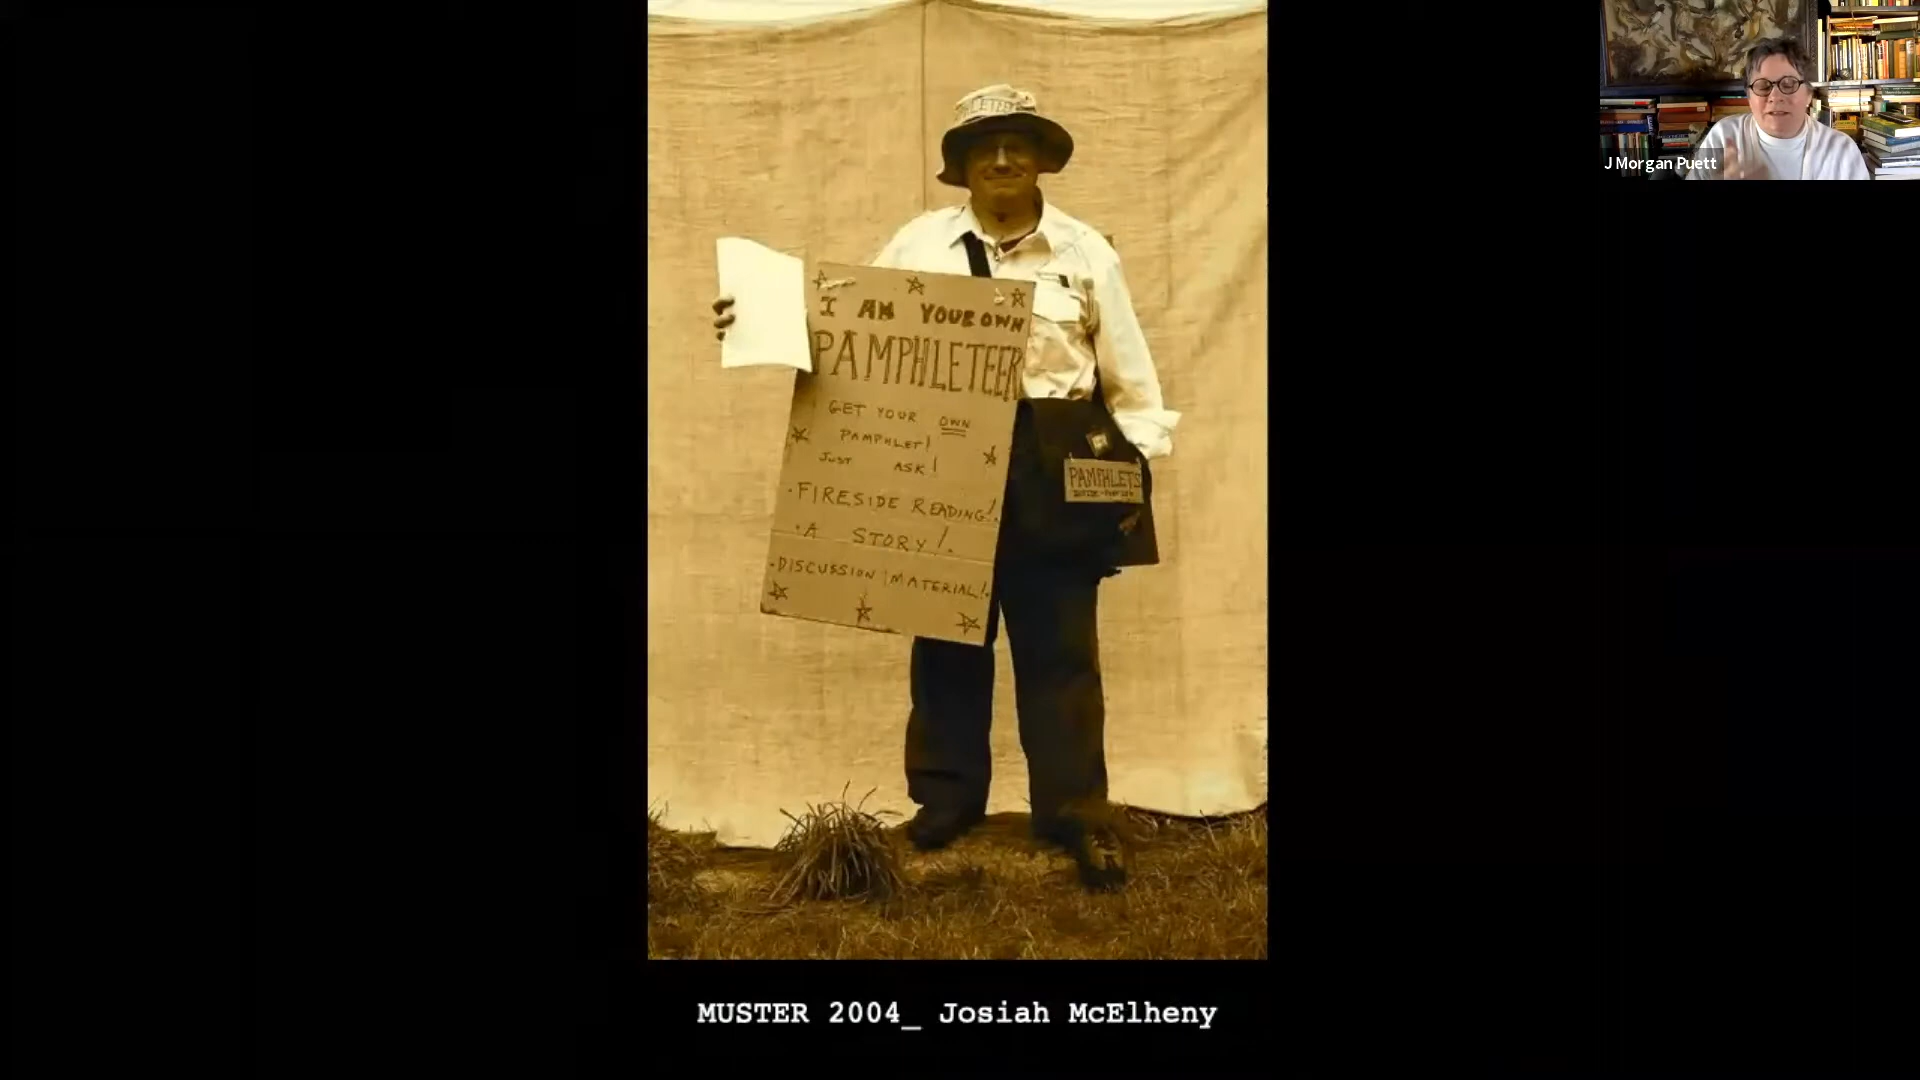 J Morgan Puett
I AM YOUR OWN
PAMPHLETEER
GET YOUR OWN
PAMPHLET!
JUST ASK!
·FIRESIDE READING!·
·A STORY!·
·DISCUSSION MATERIAL!·
PAMPHLETS
MUSTER 2004_ Josiah McElheny